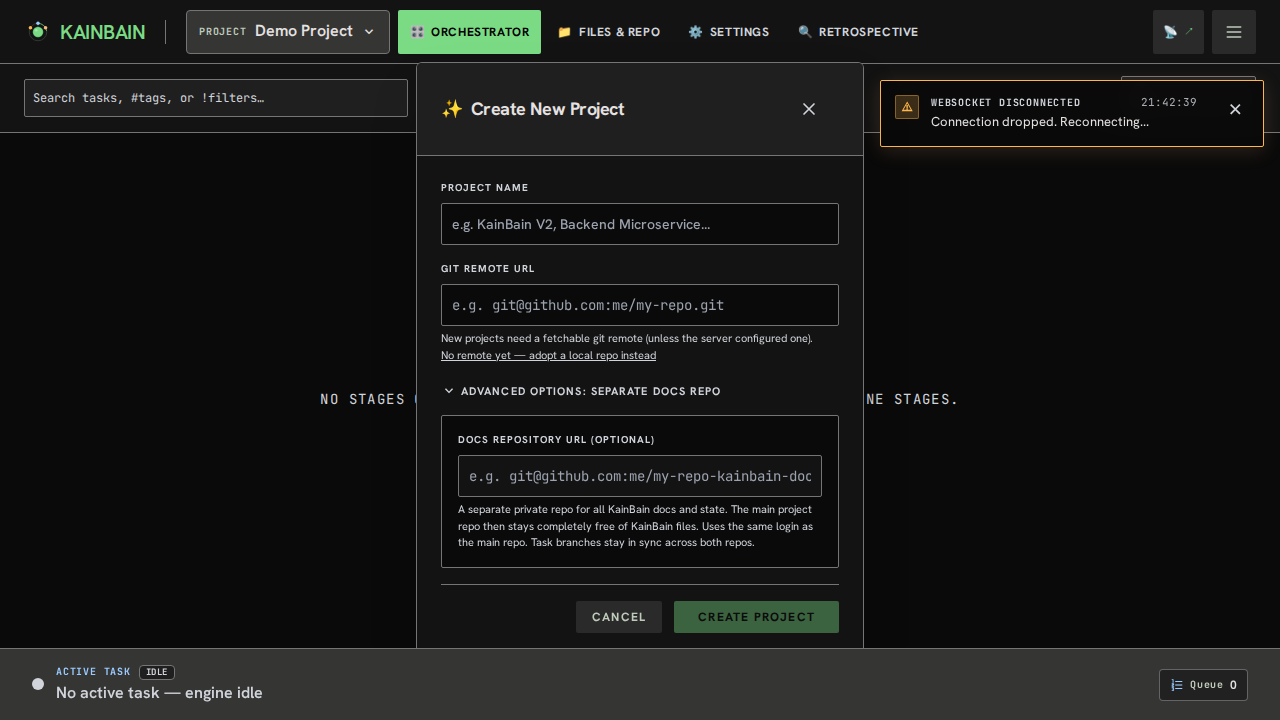 KAINBAIN
PROJECT Demo Project
ORCHESTRATOR
FILES & REPO
SETTINGS
RETROSPECTIVE
Search tasks, #tags, or !filters…
✨ Create New Project
WEBSOCKET DISCONNECTED 21:42:39
Connection dropped. Reconnecting…
PROJECT NAME
e.g. KainBain V2, Backend Microservice…
GIT REMOTE URL
e.g. git@github.com:me/my-repo.git
New projects need a fetchable git remote (unless the server configured one).
No remote yet — adopt a local repo instead
ADVANCED OPTIONS: SEPARATE DOCS REPO
NO STAGES
NE STAGES.
DOCS REPOSITORY URL (OPTIONAL)
e.g. git@github.com:me/my-repo-kainbain-doc
A separate private repo for all KainBain docs and state. The main project
repo then stays completely free of KainBain files. Uses the same login as
the main repo. Task branches stay in sync across both repos.
CANCEL
CREATE PROJECT
ACTIVE TASK IDLE
No active task — engine idle
Queue 0